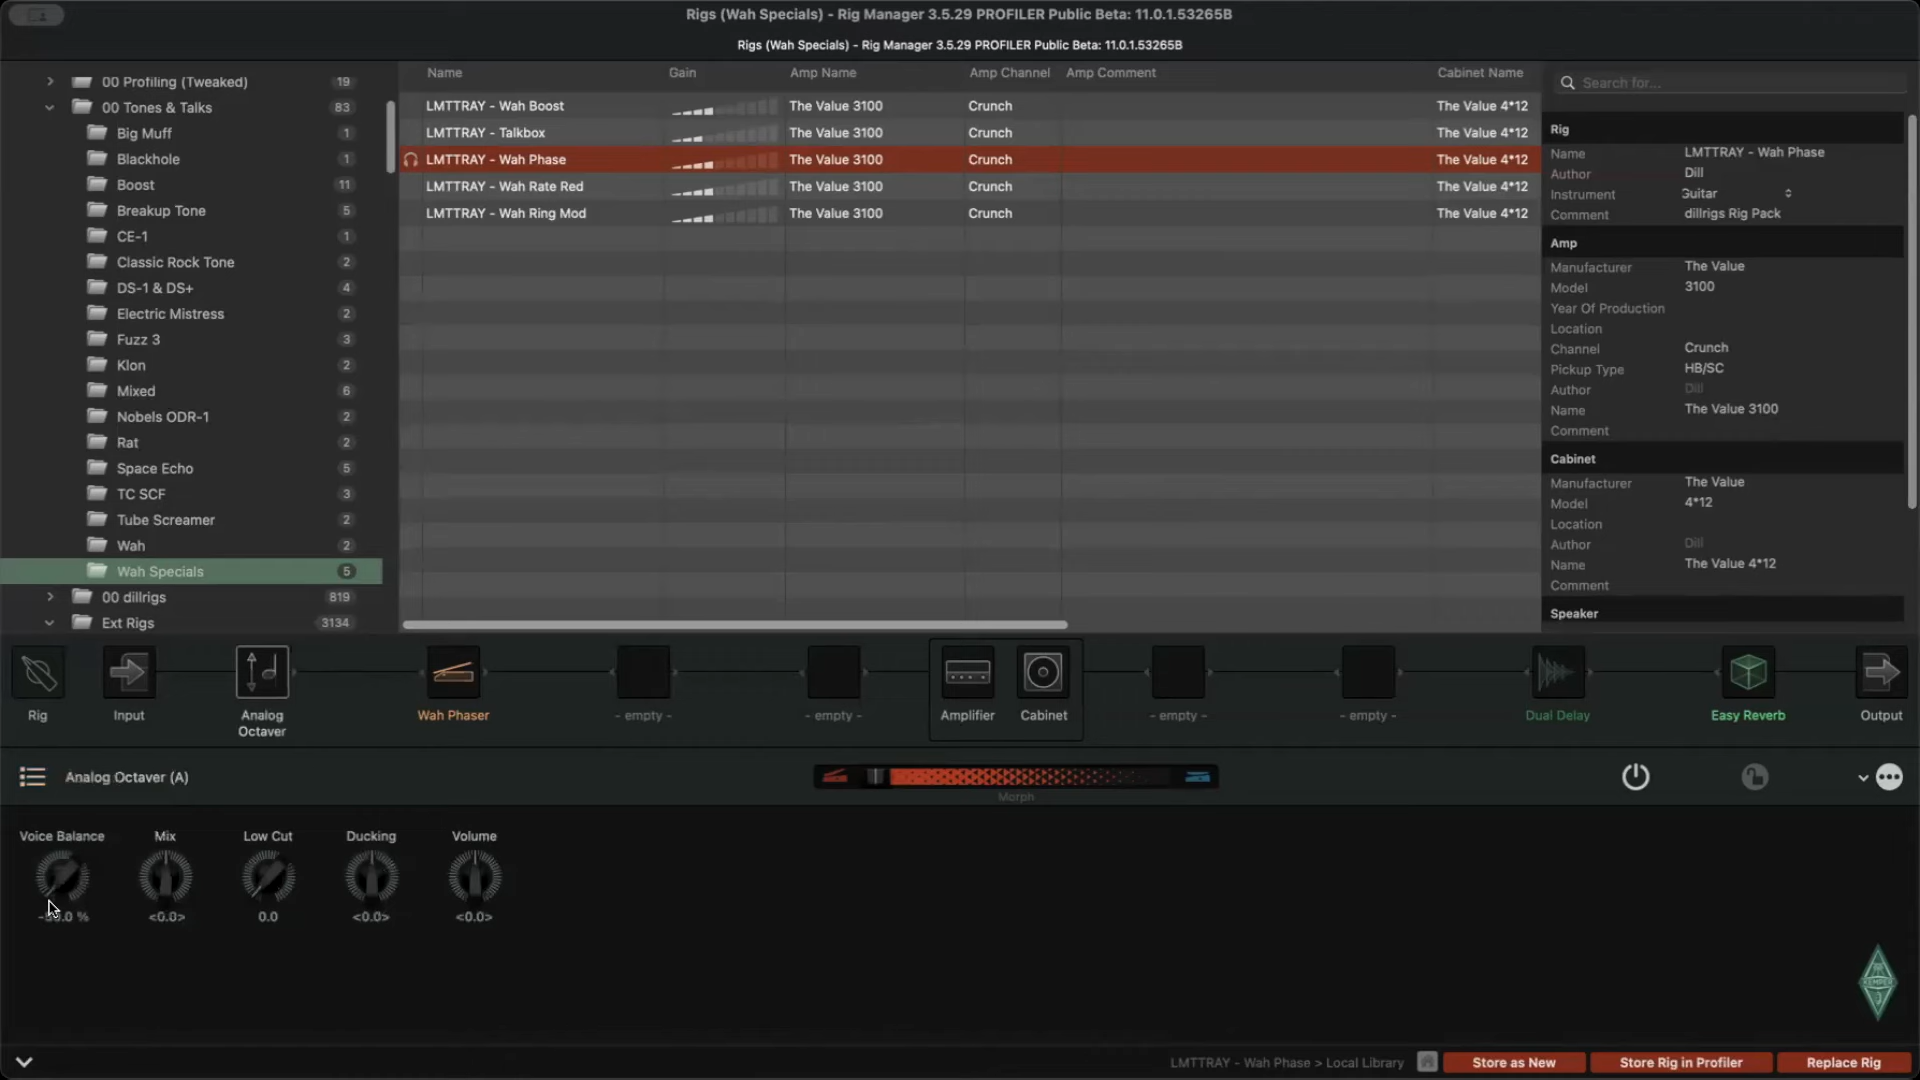 Rigs (Wah Specials) - Rig Manager 3.5.29 PROFILER Public Beta: 11.0.1.53265B
Rigs (Wah Specials) - Rig Manager 3.5.29 PROFILER Public Beta: 11.0.1.53265B
00 Profiling (Tweaked) 19
00 Tones & Talks 83
Big Muff 1
Blackhole 1
Boost 11
Breakup Tone 5
CE-1 1
Classic Rock Tone 2
DS-1 & DS+ 4
Electric Mistress 2
Fuzz 3 3
Klon 2
Mixed 6
Nobels ODR-1 2
Rat 2
Space Echo 5
TC SCF 3
Tube Screamer 2
Wah 2
Wah Specials 5
00 dillrigs 819
Ext Rigs 3134
Name Gain Amp Name Amp Channel Amp Comment Cabinet Name
LMTTRAY - Wah Boost The Value 3100 Crunch The Value 4*12
LMTTRAY - Talkbox The Value 3100 Crunch The Value 4*12
LMTTRAY - Wah Phase The Value 3100 Crunch The Value 4*12
LMTTRAY - Wah Rate Red The Value 3100 Crunch The Value 4*12
LMTTRAY - Wah Ring Mod The Value 3100 Crunch The Value 4*12
Search for...
Rig
Name LMTTRAY - Wah Phase
Author Dill
Instrument Guitar
Comment dillrigs Rig Pack
Amp
Manufacturer The Value
Model 3100
Year Of Production
Location
Channel Crunch
Pickup Type HB/SC
Author Dill
Name The Value 3100
Comment
Cabinet
Manufacturer The Value
Model 4*12
Location
Author Dill
Name The Value 4*12
Comment
Speaker
Rig
Input
Analog
Octaver
Wah Phaser
- empty -
- empty -
Amplifier
Cabinet
- empty -
- empty -
Dual Delay
Easy Reverb
Output
Analog Octaver (A)
Morph
Voice Balance Mix Low Cut Ducking Volume
<0.0> 0.0 <0.0> <0.0>
KEMPER
LMTTRAY - Wah Phase > Local Library
Store as New
Store Rig in Profiler
Replace Rig